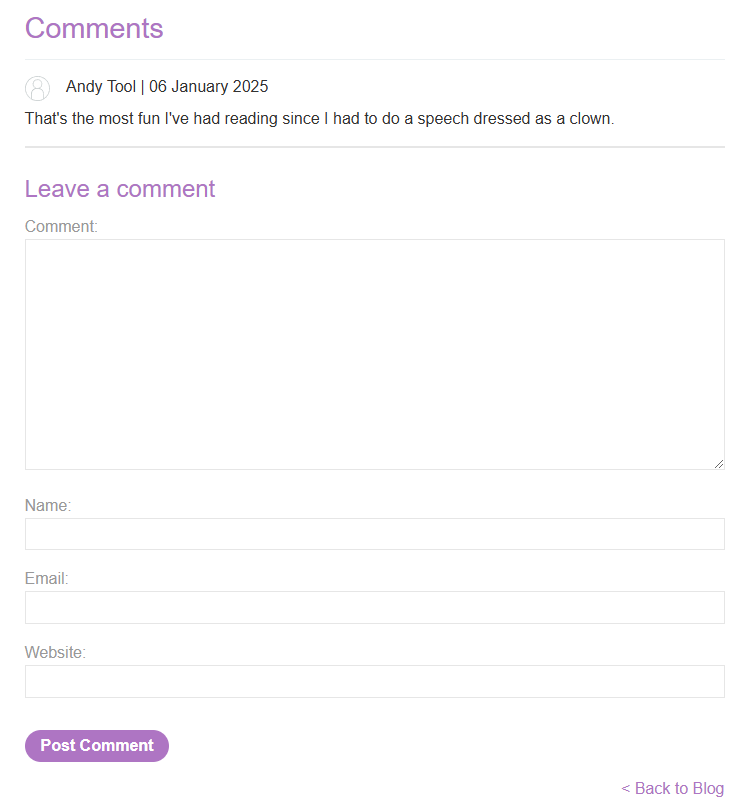 Comments
Andy Tool | 06 January 2025
That's the most fun I've had reading since I had to do a speech dressed as a clown.
Leave a comment
Comment:
Name:
Email:
Website:
Post Comment
< Back to Blog